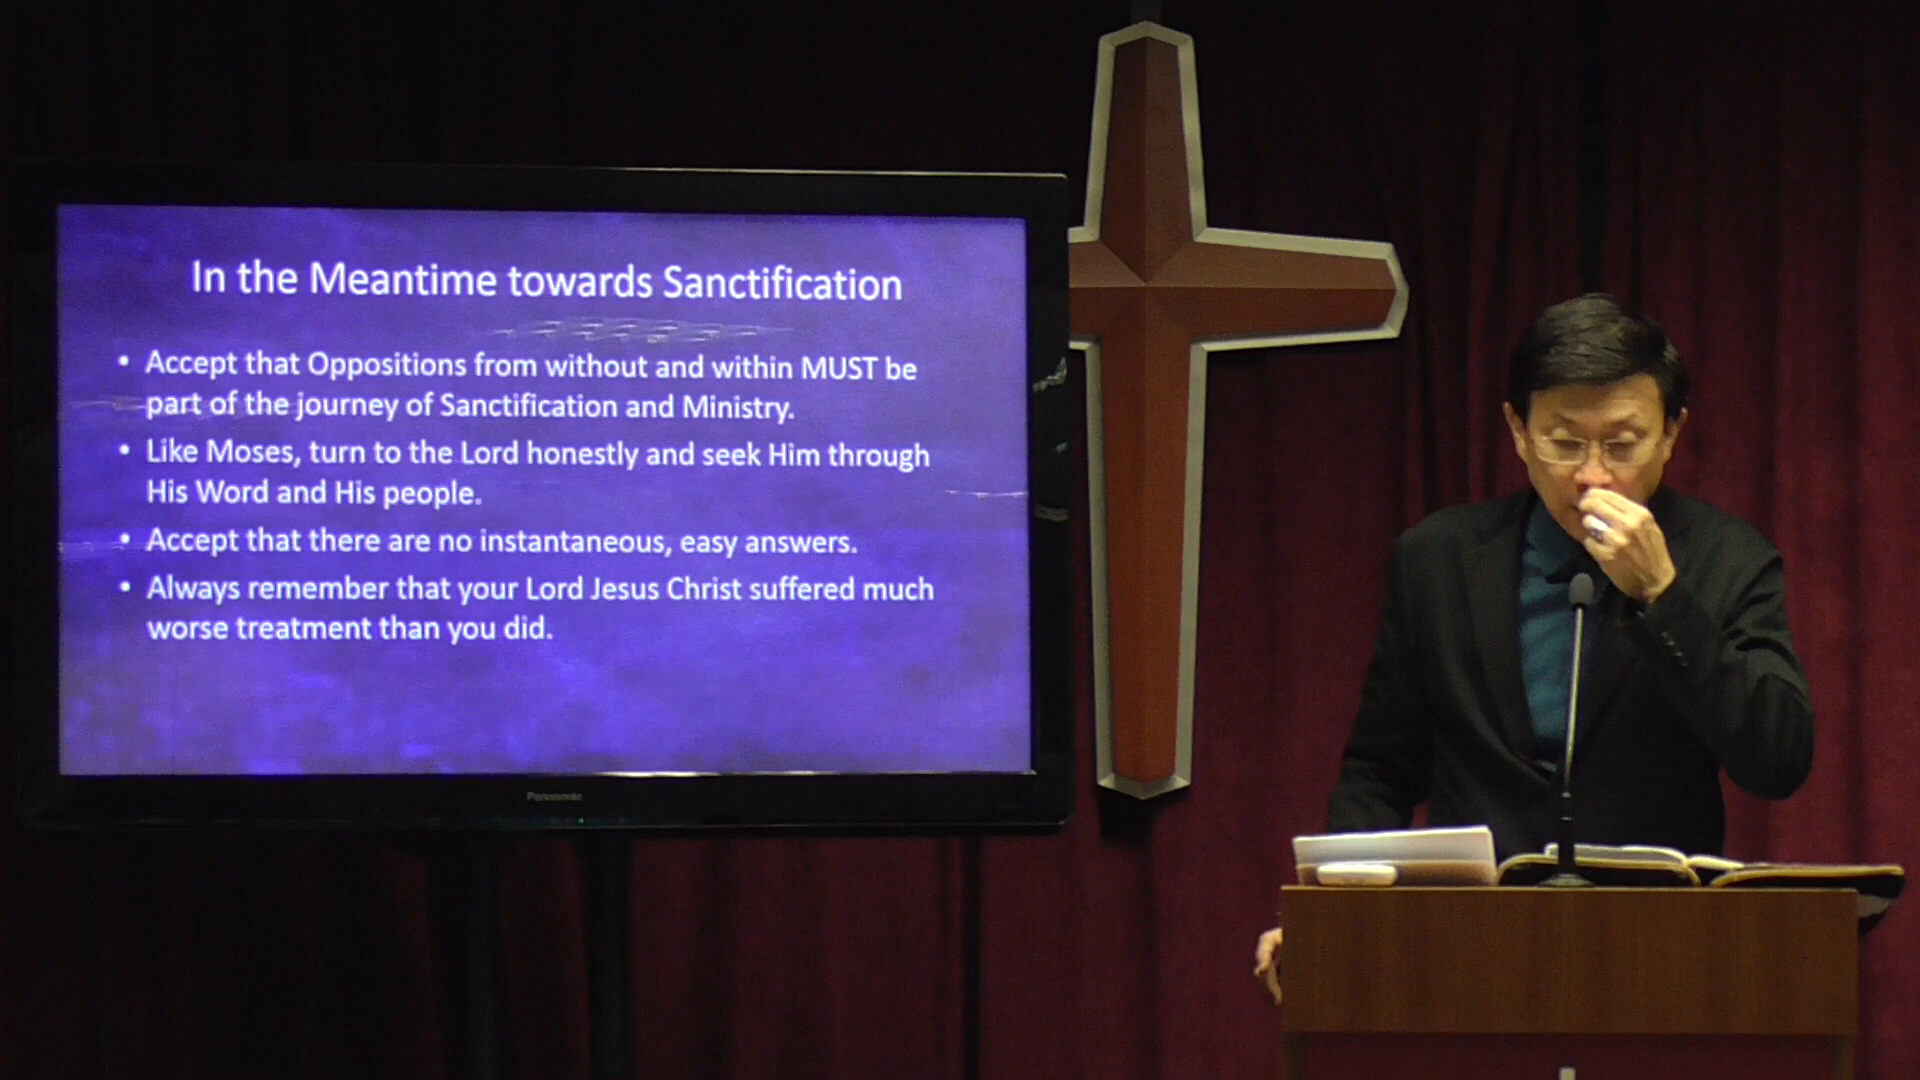 In the Meantime towards Sanctification
• Accept that Oppositions from without and within MUST be
part of the journey of Sanctification and Ministry.
• Like Moses, turn to the Lord honestly and seek Him through
His Word and His people.
• Accept that there are no instantaneous, easy answers.
• Always remember that your Lord Jesus Christ suffered much
worse treatment than you did.
Panasonic